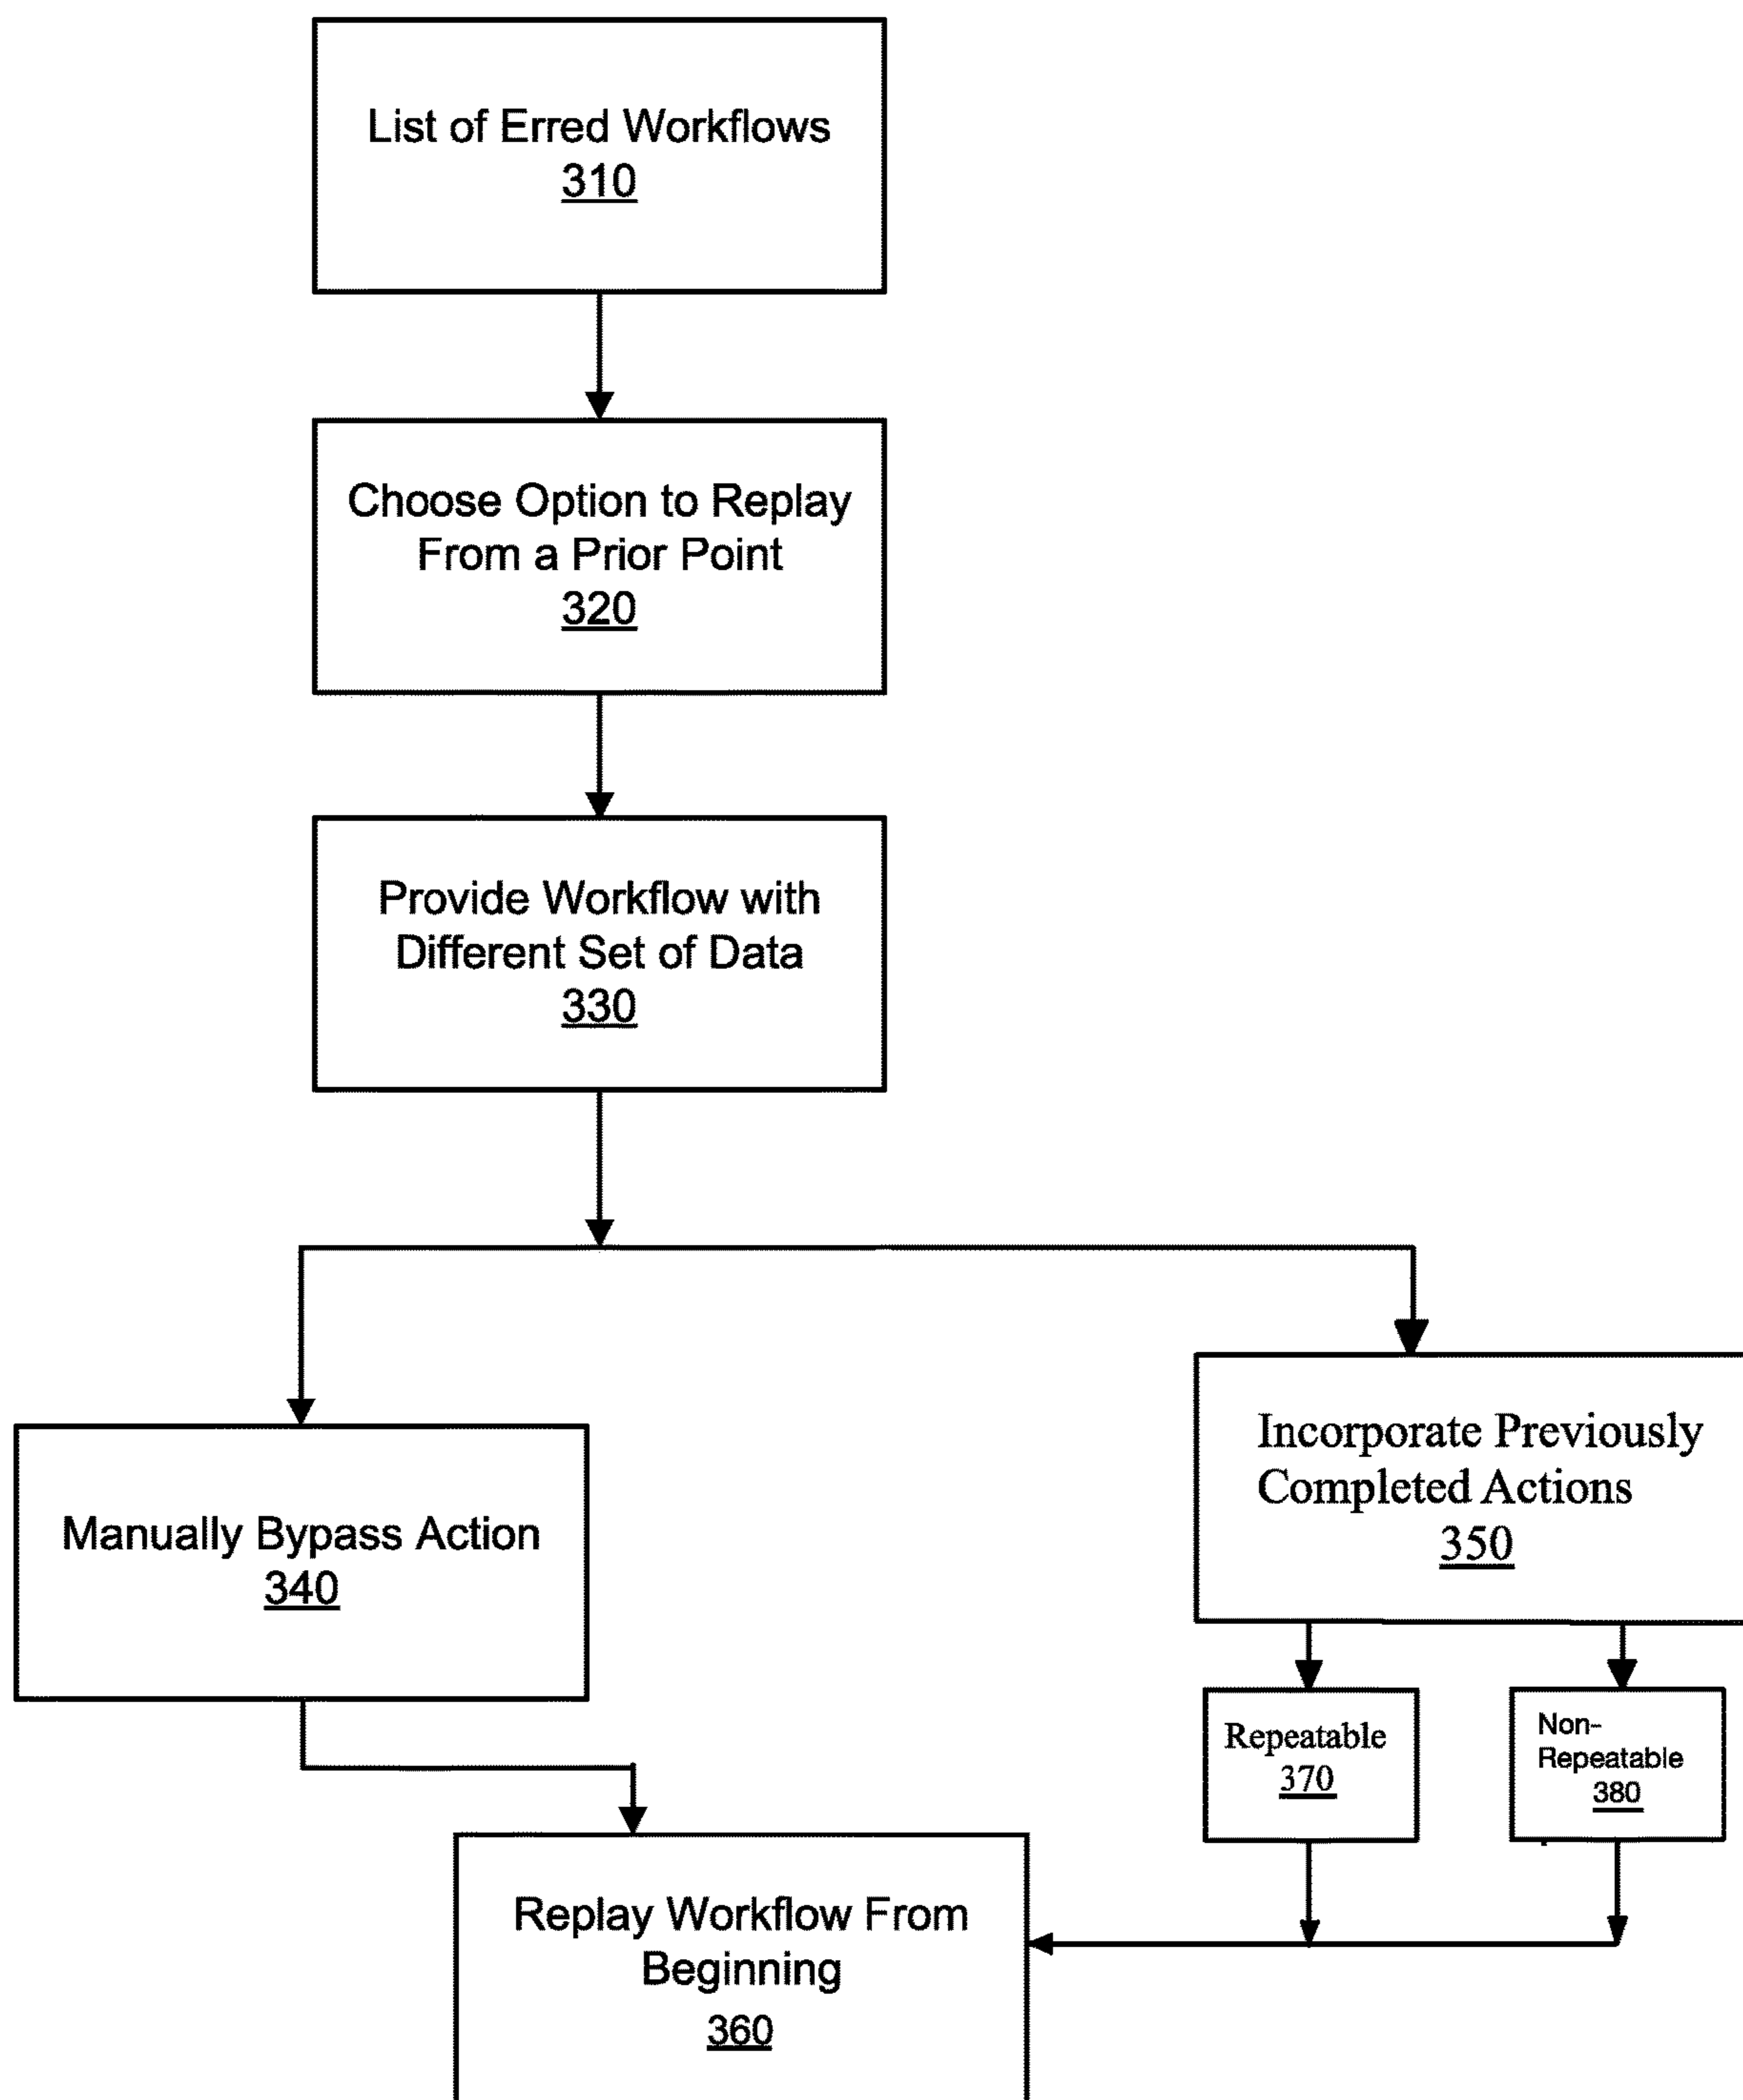 List of Erred Workflows
310
Choose Option to Replay
From a Prior Point
320
Provide Workflow with
Different Set of Data
330
Manually Bypass Action
340
Incorporate Previously
Completed Actions
350
Repeatable
370
Non-
Repeatable
380
Replay Workflow From
Beginning
360